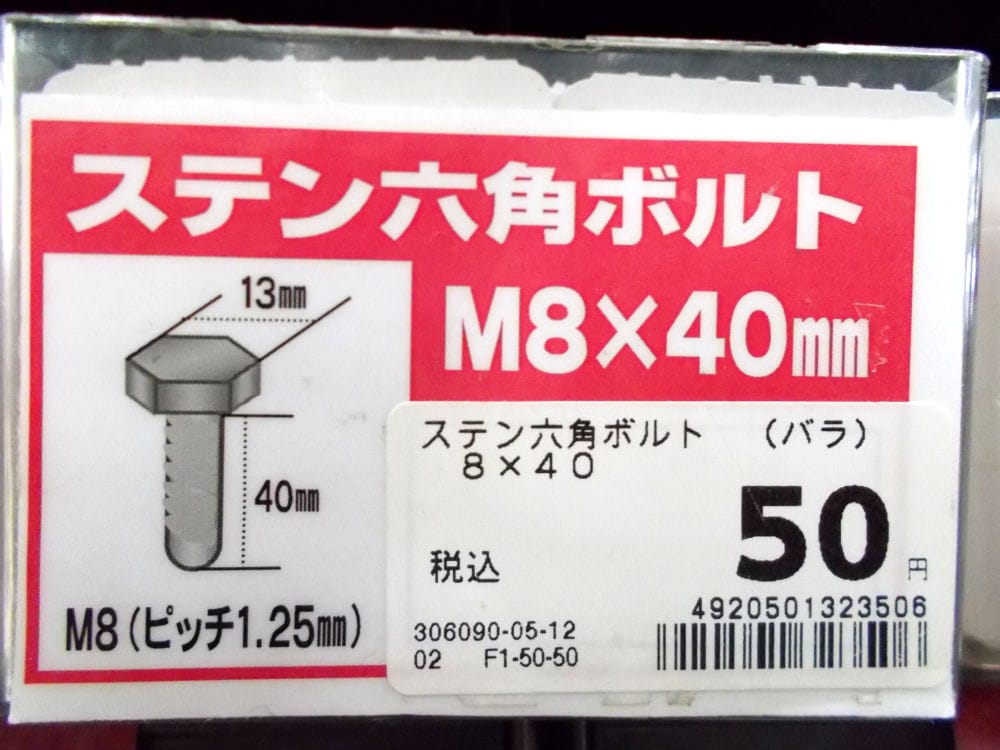 ステン六角ボルト
M8×40㎜
13㎜
40㎜
M8(ピッチ1.25㎜)
ステン六角ボルト (バラ)
8×40
税込
50円
4920501323506
306090-05-12
02 F1-50-50